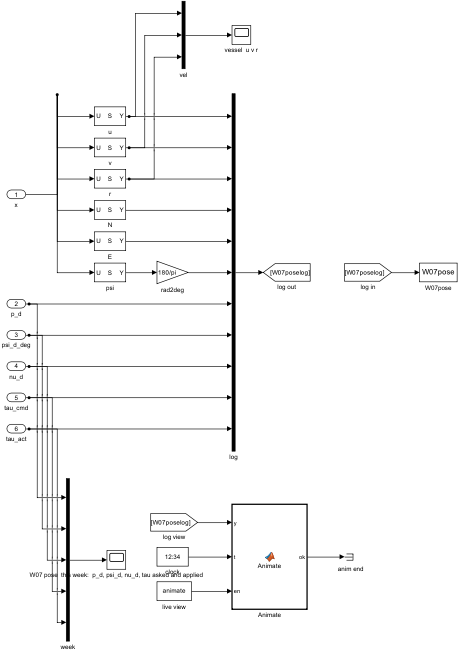 vel
vessel u v r
U S Y
u
U S Y
v
U S Y
r
1
x
U S Y
N
U S Y
E
U S Y
psi
180/pi
rad2deg
[W07poselog]
log out
[W07poselog]
log in
W07pose
W07pose
2
p_d
3
psi_d_deg
4
nu_d
5
tau_cmd
6
tau_act
log
[W07poselog]
log view
y
12:34
clock
t
Animate
ok
anim end
W07 pose this week: p_d, psi_d, nu_d, tau asked and applied
animate
live view
en
Animate
week